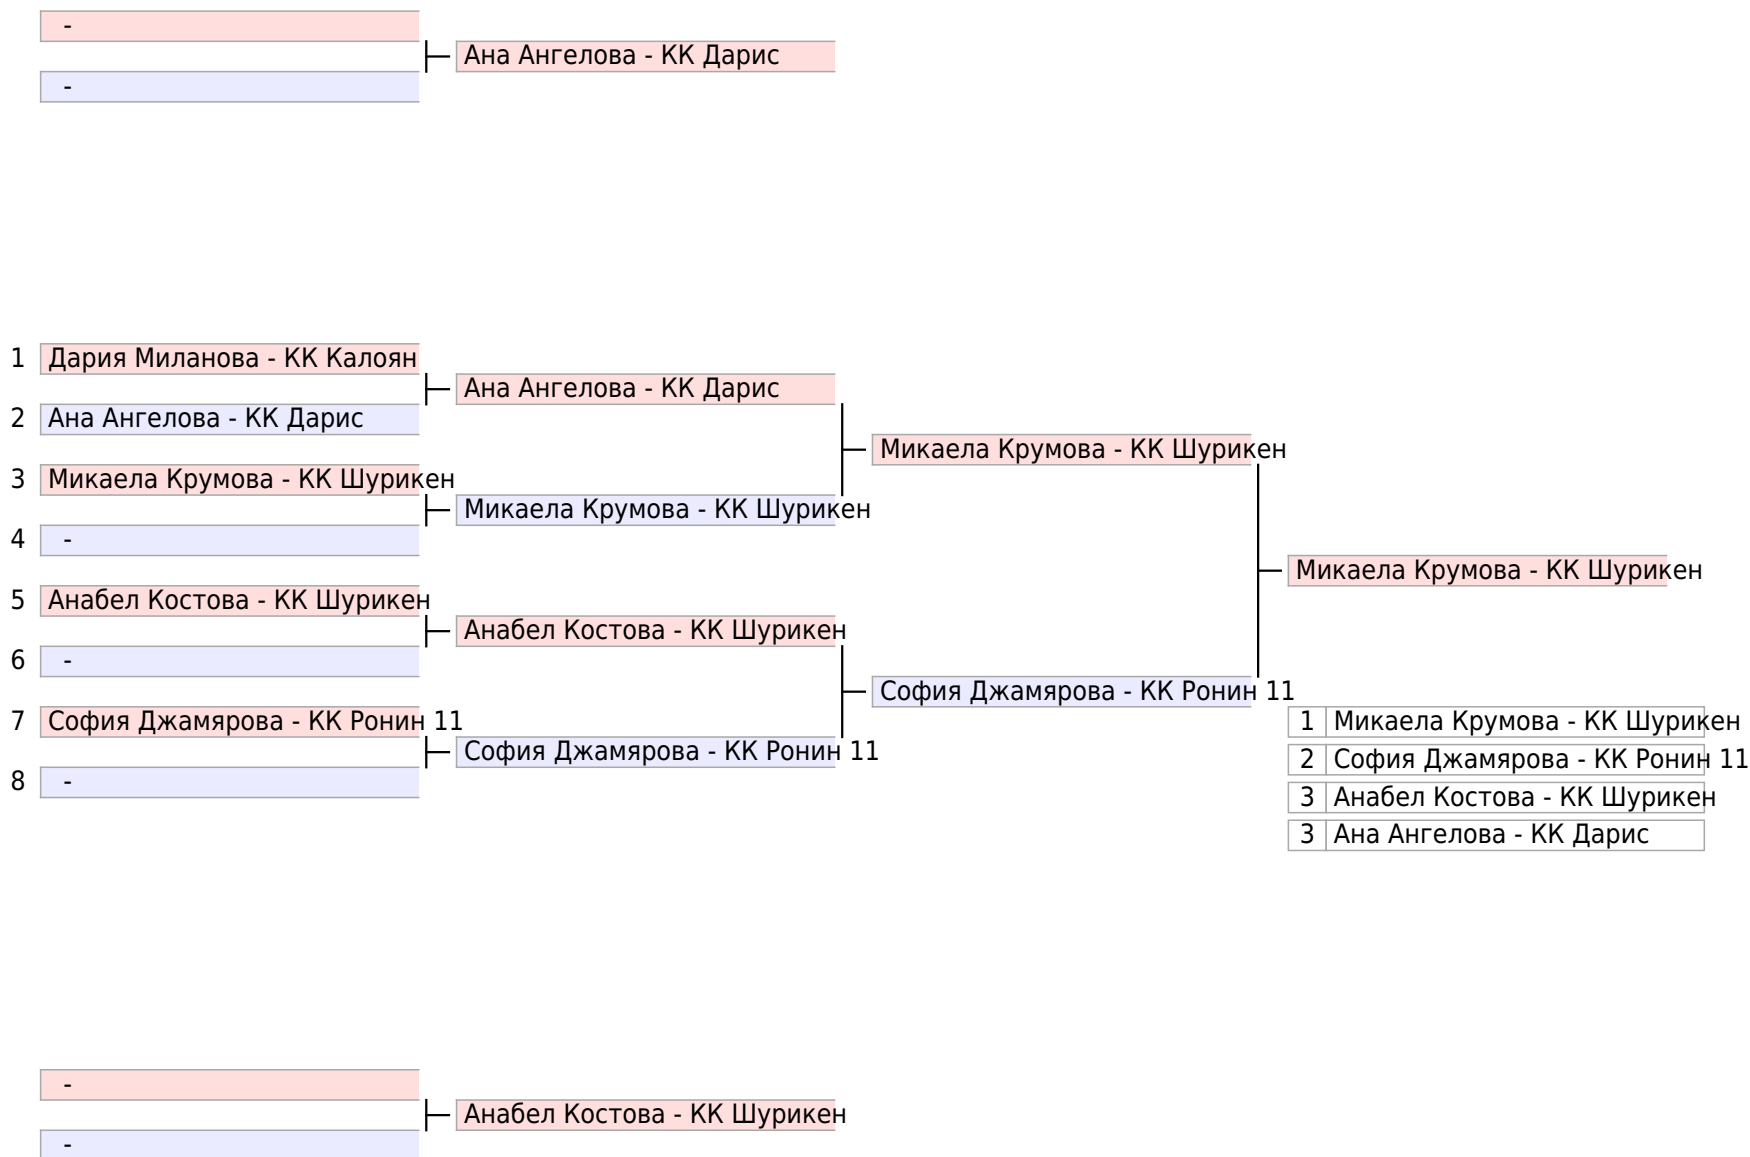 -
Ана Ангелова - КК Дарис
-
1 Дария Миланова - КК Калоян
Ана Ангелова - КК Дарис
2 Ана Ангелова - КК Дарис
Микаела Крумова - КК Шурикен
3 Микаела Крумова - КК Шурикен
Микаела Крумова - КК Шурикен
4 -
Микаела Крумова - КК Шурикен
5 Анабел Костова - КК Шурикен
Анабел Костова - КК Шурикен
6 -
София Джамярова - КК Ронин 11
7 София Джамярова - КК Ронин 11
София Джамярова - КК Ронин 11
8 -
1 Микаела Крумова - КК Шурикен
2 София Джамярова - КК Ронин 11
3 Анабел Костова - КК Шурикен
3 Ана Ангелова - КК Дарис
-
Анабел Костова - КК Шурикен
-